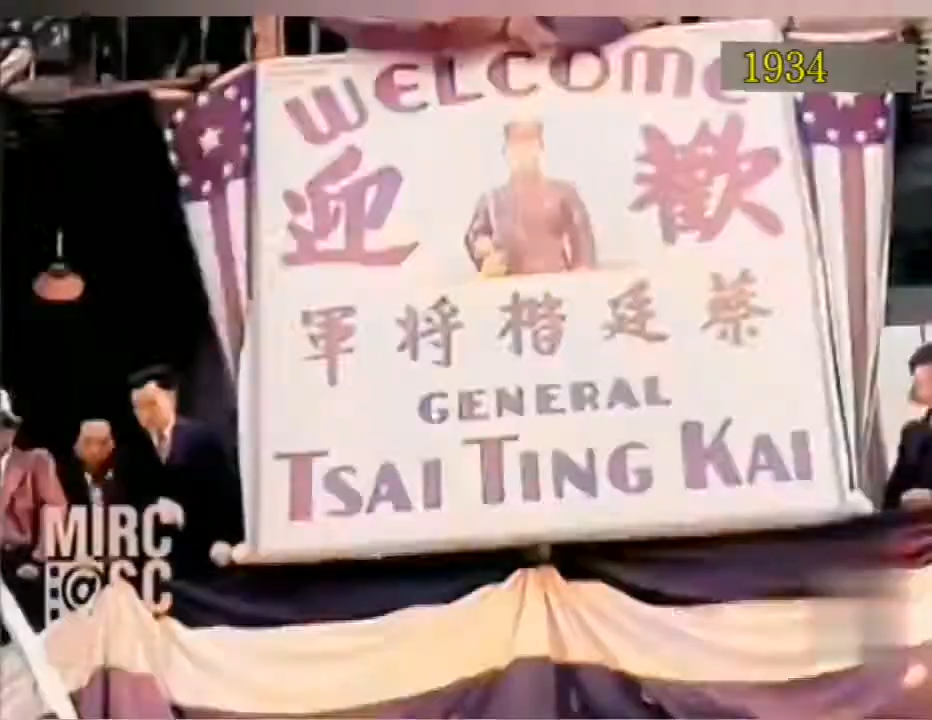 1934
WELCOME
歡迎
蔡廷楷将軍
GENERAL
TSAI TING KAI
MIRC
@SC